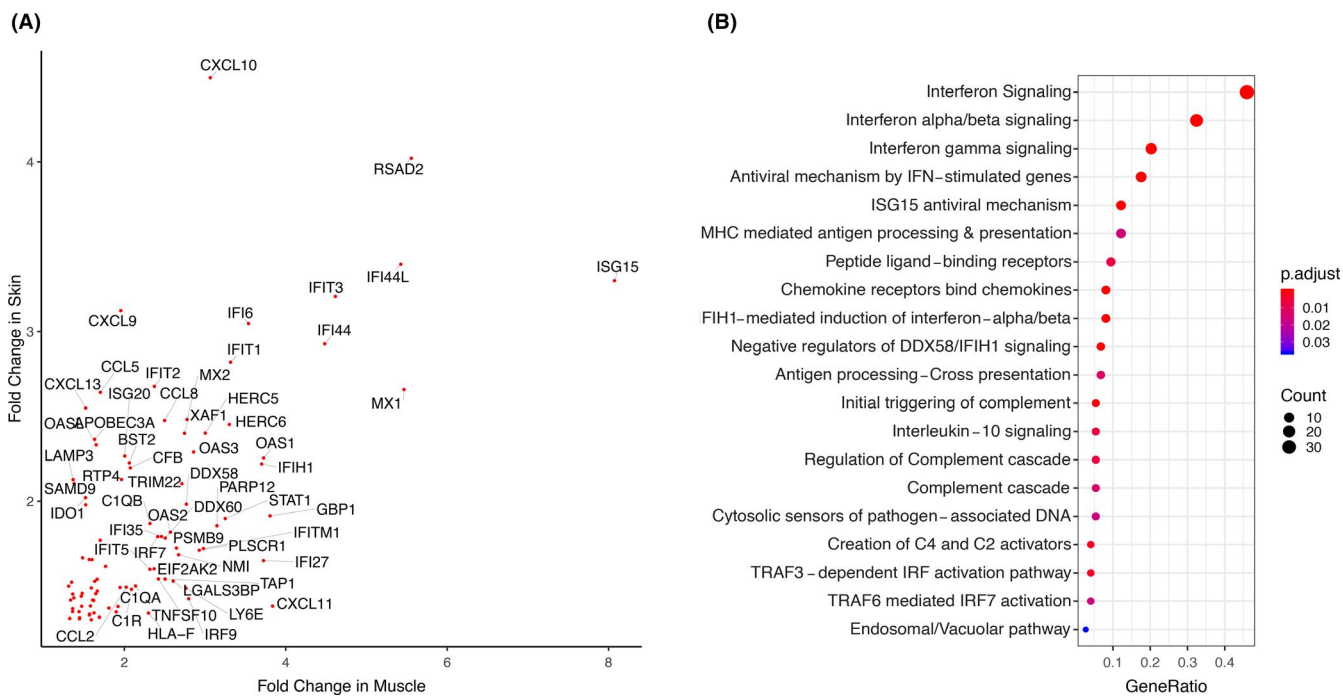 (A)
CXCL10
RSAD2
IFI44L
ISG15
IFIT3
CXCL9
IFI6
IFI44
IFIT1
CCL5
IFIT2
MX2
CXCL13
ISG20
CCL8
MX1
HERC5
XAF1
HERC6
APOBEC3A
BST2
OAS3
OAS1
LAMP3
CFB
IFIH1
RTP4
TRIM22
DDX58
SAMD9
PARP12
IDO1
C1QB
DDX60
STAT1
OAS2
GBP1
IFI35
PSMB9
IFITM1
IFIT5
IRF7
PLSCR1
EIF2AK2
NMI
IFI27
TAP1
C1QA
LGALS3BP
CXCL11
C1R
TNFSF10
LY6E
CCL2
HLA-F
IRF9
4
3
2
2
4
6
8
Fold Change in Skin
Fold Change in Muscle
(B)
Interferon Signaling
Interferon alpha/beta signaling
Interferon gamma signaling
Antiviral mechanism by IFN-stimulated genes
ISG15 antiviral mechanism
MHC mediated antigen processing & presentation
Peptide ligand-binding receptors
Chemokine receptors bind chemokines
FIH1-mediated induction of interferon-alpha/beta
Negative regulators of DDX58/IFIH1 signaling
Antigen processing-Cross presentation
Initial triggering of complement
Interleukin-10 signaling
Regulation of Complement cascade
Complement cascade
Cytosolic sensors of pathogen-associated DNA
Creation of C4 and C2 activators
TRAF3-dependent IRF activation pathway
TRAF6 mediated IRF7 activation
Endosomal/Vacuolar pathway
0.1 0.2 0.3 0.4
GeneRatio
p.adjust
0.01
0.02
0.03
Count
10
20
30